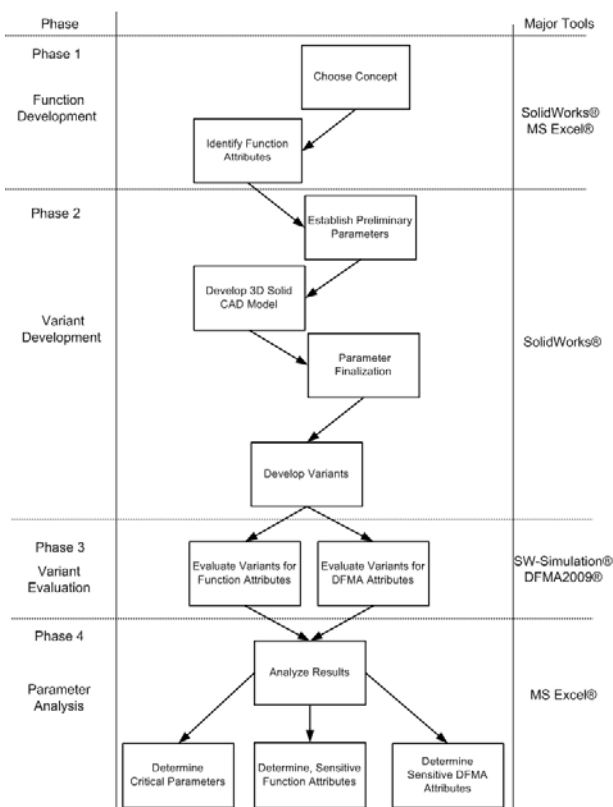 Phase
Major Tools
Phase 1
Function
Development
Choose Concept
Identify Function
Attributes
SolidWorks®
MS Excel®
Phase 2
Variant
Development
Establish Preliminary
Parameters
Develop 3D Solid
CAD Model
Parameter
Finalization
Develop Variants
SolidWorks®
Phase 3
Variant
Evaluation
Evaluate Variants for
Function Attributes
Evaluate Variants for
DFMA Attributes
SW-Simulation®
DFMA2009®
Phase 4
Parameter
Analysis
Analyze Results
Determine
Critical Parameters
Determine, Sensitive
Function Attributes
Determine
Sensitive DFMA
Attributes
MS Excel®